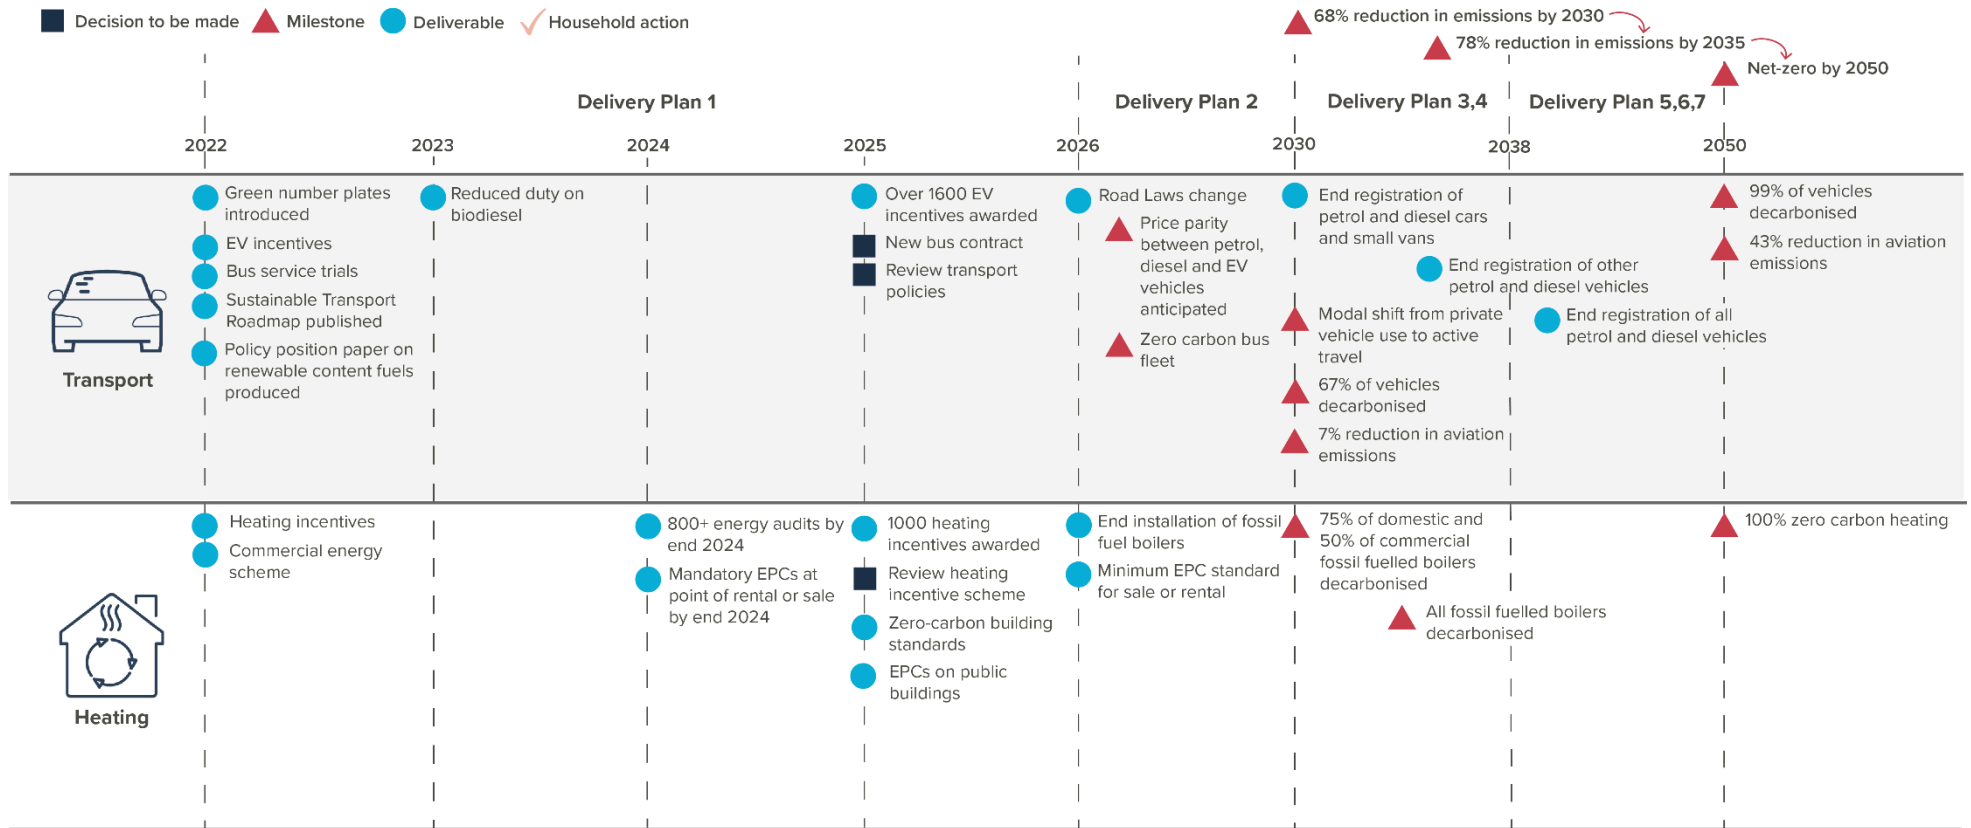 Decision to be made
Milestone
Deliverable
Household action
68% reduction in emissions by 2030
78% reduction in emissions by 2035
Net-zero by 2050
Delivery Plan 1
Delivery Plan 2
Delivery Plan 3,4
Delivery Plan 5,6,7
2022
2023
2024
2025
2026
2030
2038
2050
Transport
Green number plates
introduced
EV incentives
Bus service trials
Sustainable Transport
Roadmap published
Policy position paper on
renewable content fuels
produced
Reduced duty on
biodiesel
Over 1600 EV
incentives awarded
New bus contract
Review transport
policies
Road Laws change
Price parity
between petrol,
diesel and EV
vehicles
anticipated
Zero carbon bus
fleet
End registration of
petrol and diesel cars
and small vans
End registration of other
petrol and diesel vehicles
End registration of all
petrol and diesel vehicles
Modal shift from private
vehicle use to active
travel
67% of vehicles
decarbonised
7% reduction in aviation
emissions
99% of vehicles
decarbonised
43% reduction in aviation
emissions
Heating
Heating incentives
Commercial energy
scheme
800+ energy audits by
end 2024
Mandatory EPCs at
point of rental or sale
by end 2024
1000 heating
incentives awarded
Review heating
incentive scheme
Zero-carbon building
standards
EPCs on public
buildings
End installation of fossil
fuel boilers
Minimum EPC standard
for sale or rental
75% of domestic and
50% of commercial
fossil fuelled boilers
decarbonised
All fossil fuelled boilers
decarbonised
100% zero carbon heating